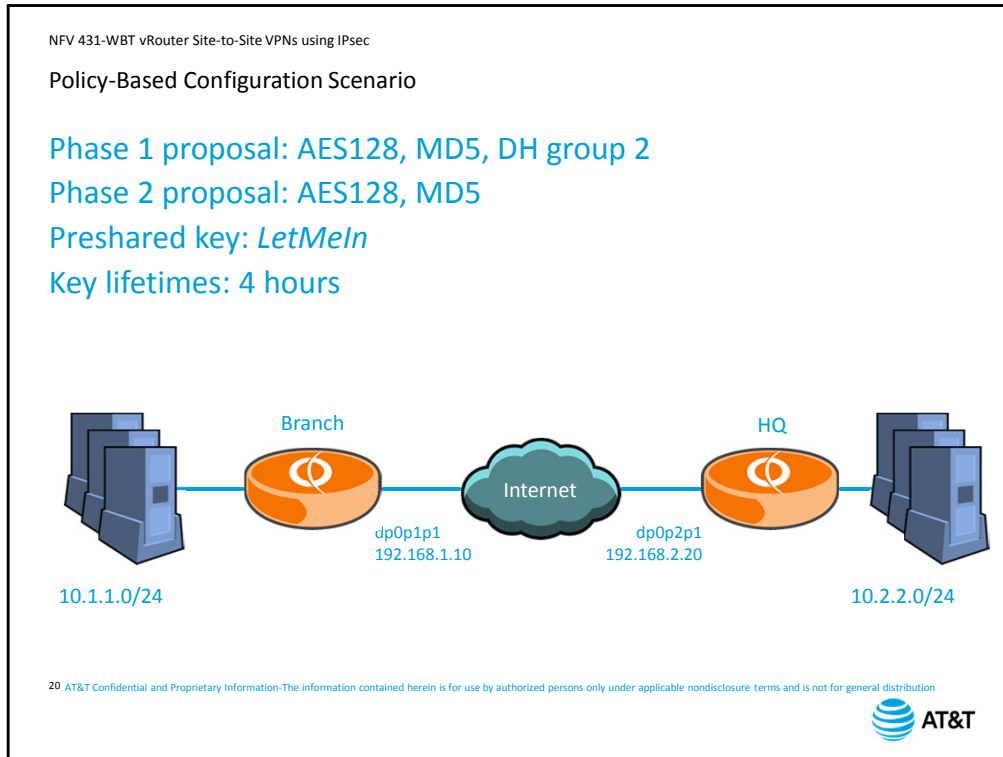 NFV 431-WBT vRouter Site-to-Site VPNs using IPsec
Policy-Based Configuration Scenario
Phase 1 proposal: AES128, MD5, DH group 2
Phase 2 proposal: AES128, MD5
Preshared key: LetMeIn
Key lifetimes: 4 hours
Branch
HQ
Internet
dp0p1p1
192.168.1.10
dp0p2p1
192.168.2.20
10.1.1.0/24
10.2.2.0/24
20 AT&T Confidential and Proprietary Information-The information contained herein is for use by authorized persons only under applicable nondisclosure terms and is not for general distribution
AT&T